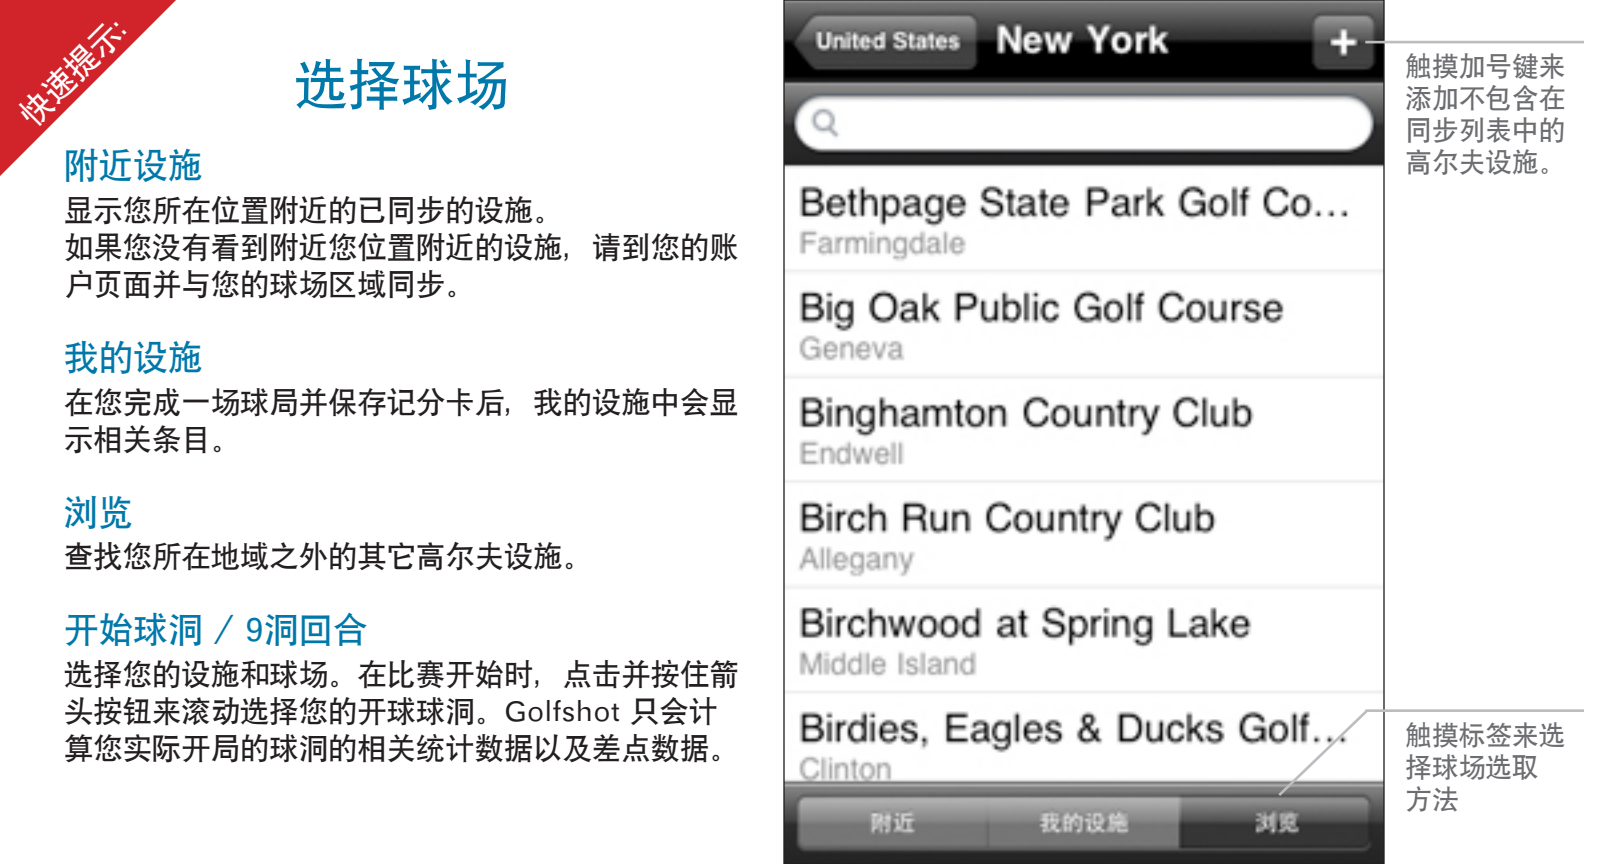 快速提示:
选择球场
附近设施
显示您所在位置附近的已同步的设施。
如果您没有看到附近您位置附近的设施，请到您的账
户页面并与您的球场区域同步。
我的设施
在您完成一场球局并保存记分卡后，我的设施中会显
示相关条目。
浏览
查找您所在地域之外的其它高尔夫设施。
开始球洞 / 9洞回合
选择您的设施和球场。在比赛开始时，点击并按住箭
头按钮来滚动选择您的开球球洞。Golfshot 只会计
算您实际开局的球洞的相关统计数据以及差点数据。
United States
New York
+
Bethpage State Park Golf Co...
Farmingdale
Big Oak Public Golf Course
Geneva
Binghamton Country Club
Endwell
Birch Run Country Club
Allegany
Birchwood at Spring Lake
Middle Island
Birdies, Eagles & Ducks Golf...
Clinton
附近
我的设施
浏览
触摸加号键来
添加不包含在
同步列表中的
高尔夫设施。
触摸标签来选
择球场选取
方法